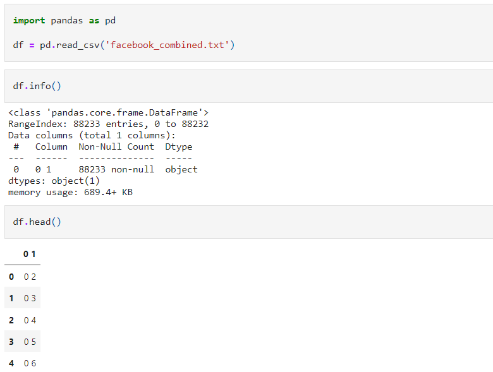 import pandas as pd
df = pd.read_csv('facebook_combined.txt')
df.info()
<class 'pandas.core.frame.DataFrame'>
RangeIndex: 88233 entries, 0 to 88232
Data columns (total 1 columns):
 #   Column  Non-Null Count  Dtype
---  ------  --------------  -----
 0   0 1     88233 non-null  object
dtypes: object(1)
memory usage: 689.4+ KB
df.head()
0 1
0 0 2
1 0 3
2 0 4
3 0 5
4 0 6